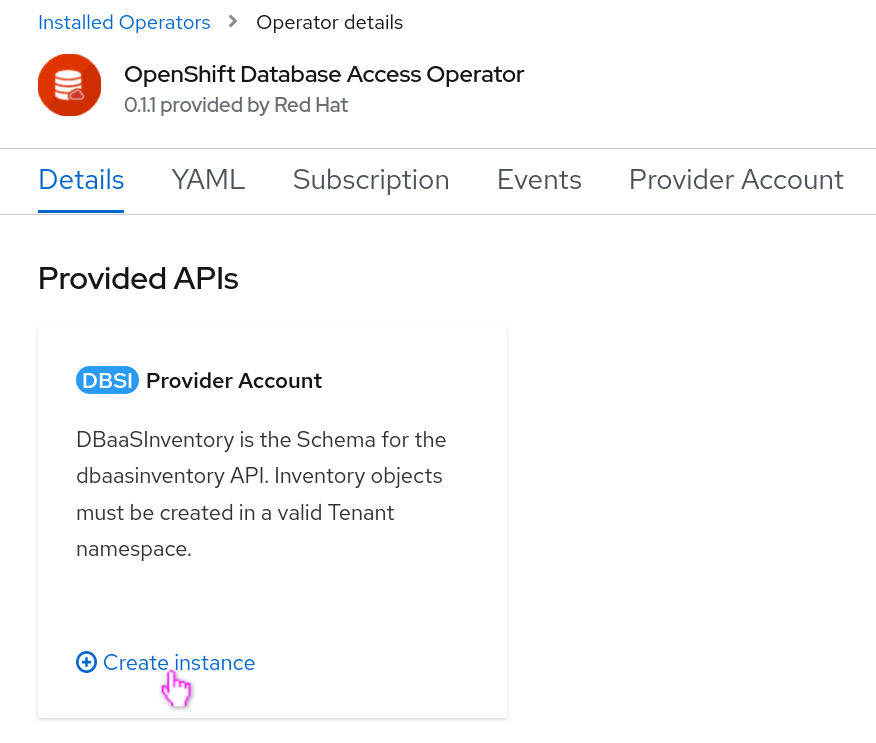 Installed Operators > Operator details
OpenShift Database Access Operator
0.1.1 provided by Red Hat
Details YAML Subscription Events Provider Account
Provided APIs
DBSI Provider Account
DBaaSInventory is the Schema for the
dbaasinventory API. Inventory objects
must be created in a valid Tenant
namespace.
Create instance